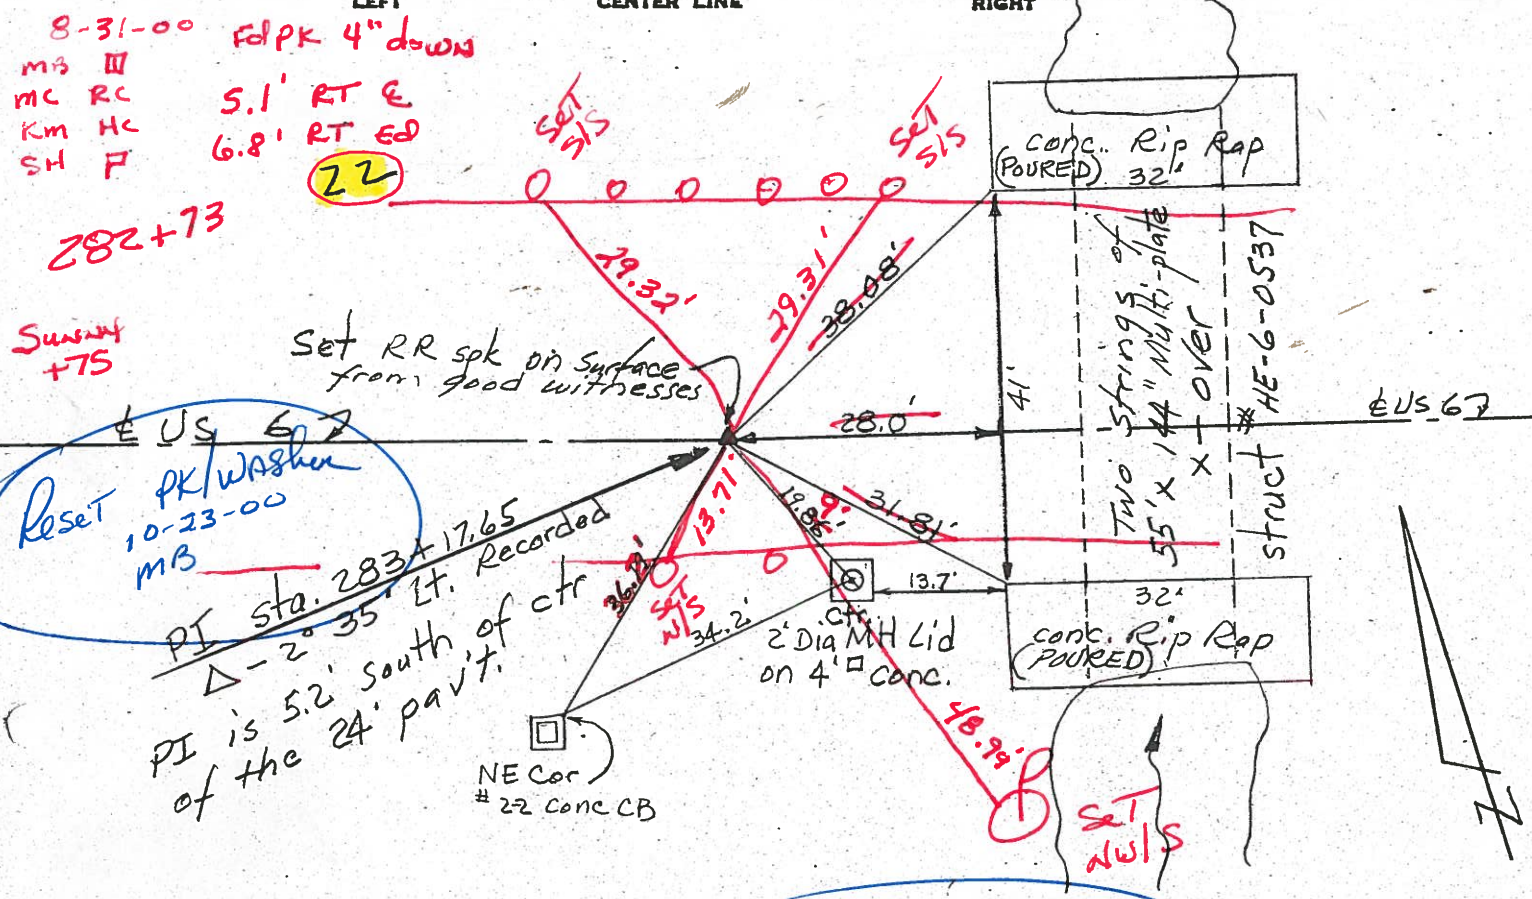 LEFT
CENTER LINE
RIGHT
8-31-00
Fd PK 4" down
MB
MC RC
KM HC
SH
5.1' RT ℄
6.8' RT Ed
22
282+73
Set
S/S
Set
S/S
conc. Rip Rap
(POURED)
32'
29.32'
29.31'
38.08'
Set RR spk on surface
from good witnesses
+75
℄ US 67
28.0'
41'
Two Strings of
55' x 144" Multi-plate
x-over
struct #HE-6-0537
℄ US 67
Reset PK/Washer
10-23-00
MB
PI sta. 283+17.65
Δ - 2° 35' Lt. Recorded
PI is 5.2' south of ctr
of the 24' pav't.
13.71'
19.86'
9'
31.81'
Set
N/S
34.2'
13.7'
ctr.
2' Dia MH Lid
on 4' □ conc.
32'
conc. Rip Rap
(POURED)
NE Cor
#22 conc CB
48.99'
Set
NW/S
N